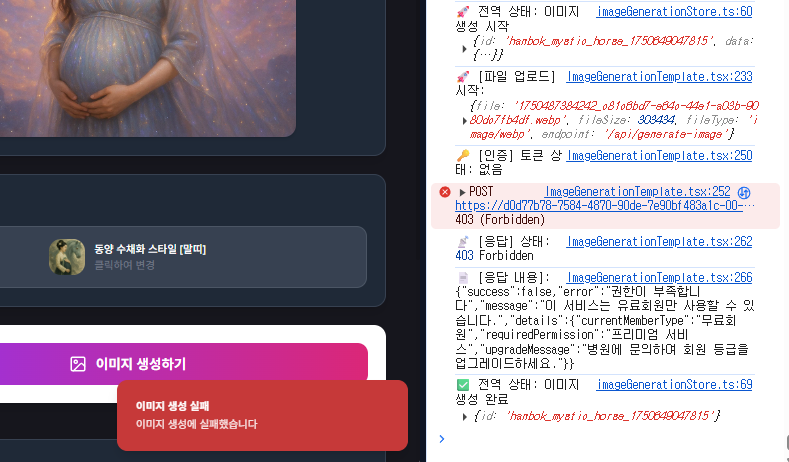 동양 수채화 스타일 [말띠]
클릭하여 변경
이미지 생성하기
이미지 생성 실패
이미지 생성에 실패했습니다
🚀 전역 상태: 이미지 imageGenerationStore.ts:60
생성 시작
▶ {id: 'hanbok_mystic_horse_1750649047815', data:
{…}}
🚀 [파일 업로드] ImageGenerationTemplate.tsx:233
시작:
{file: '1750487384242_
80do7fb4df.webp', fileSize: 303434, fileType: 'i
mage/webp', endpoint: '/api/generate-image'}
🔑 [인증] 토큰 상 ImageGenerationTemplate.tsx:250
태: 없음
▶ POST ImageGenerationTemplate.tsx:252
https://d0d77b78-7584-4870-90de-7e90bf483a1c-00-…
403 (Forbidden)
📡 [응답] 상태: ImageGenerationTemplate.tsx:262
403 Forbidden
📄 [응답 내용]: ImageGenerationTemplate.tsx:266
{"success":false,"error":"권한이 부족합니
다","message":"이 서비스는 유료회원만 사용할 수 있
습니다.","details":{"currentMemberType":"무료회
원","requiredPermission":"프리미엄 서비
스","upgradeMessage":"병원에 문의하여 회원 등급을
업그레이드하세요."}}
✅ 전역 상태: 이미지 imageGenerationStore.ts:69
생성 완료
▶ {id: 'hanbok_mystic_horse_1750649047815'}